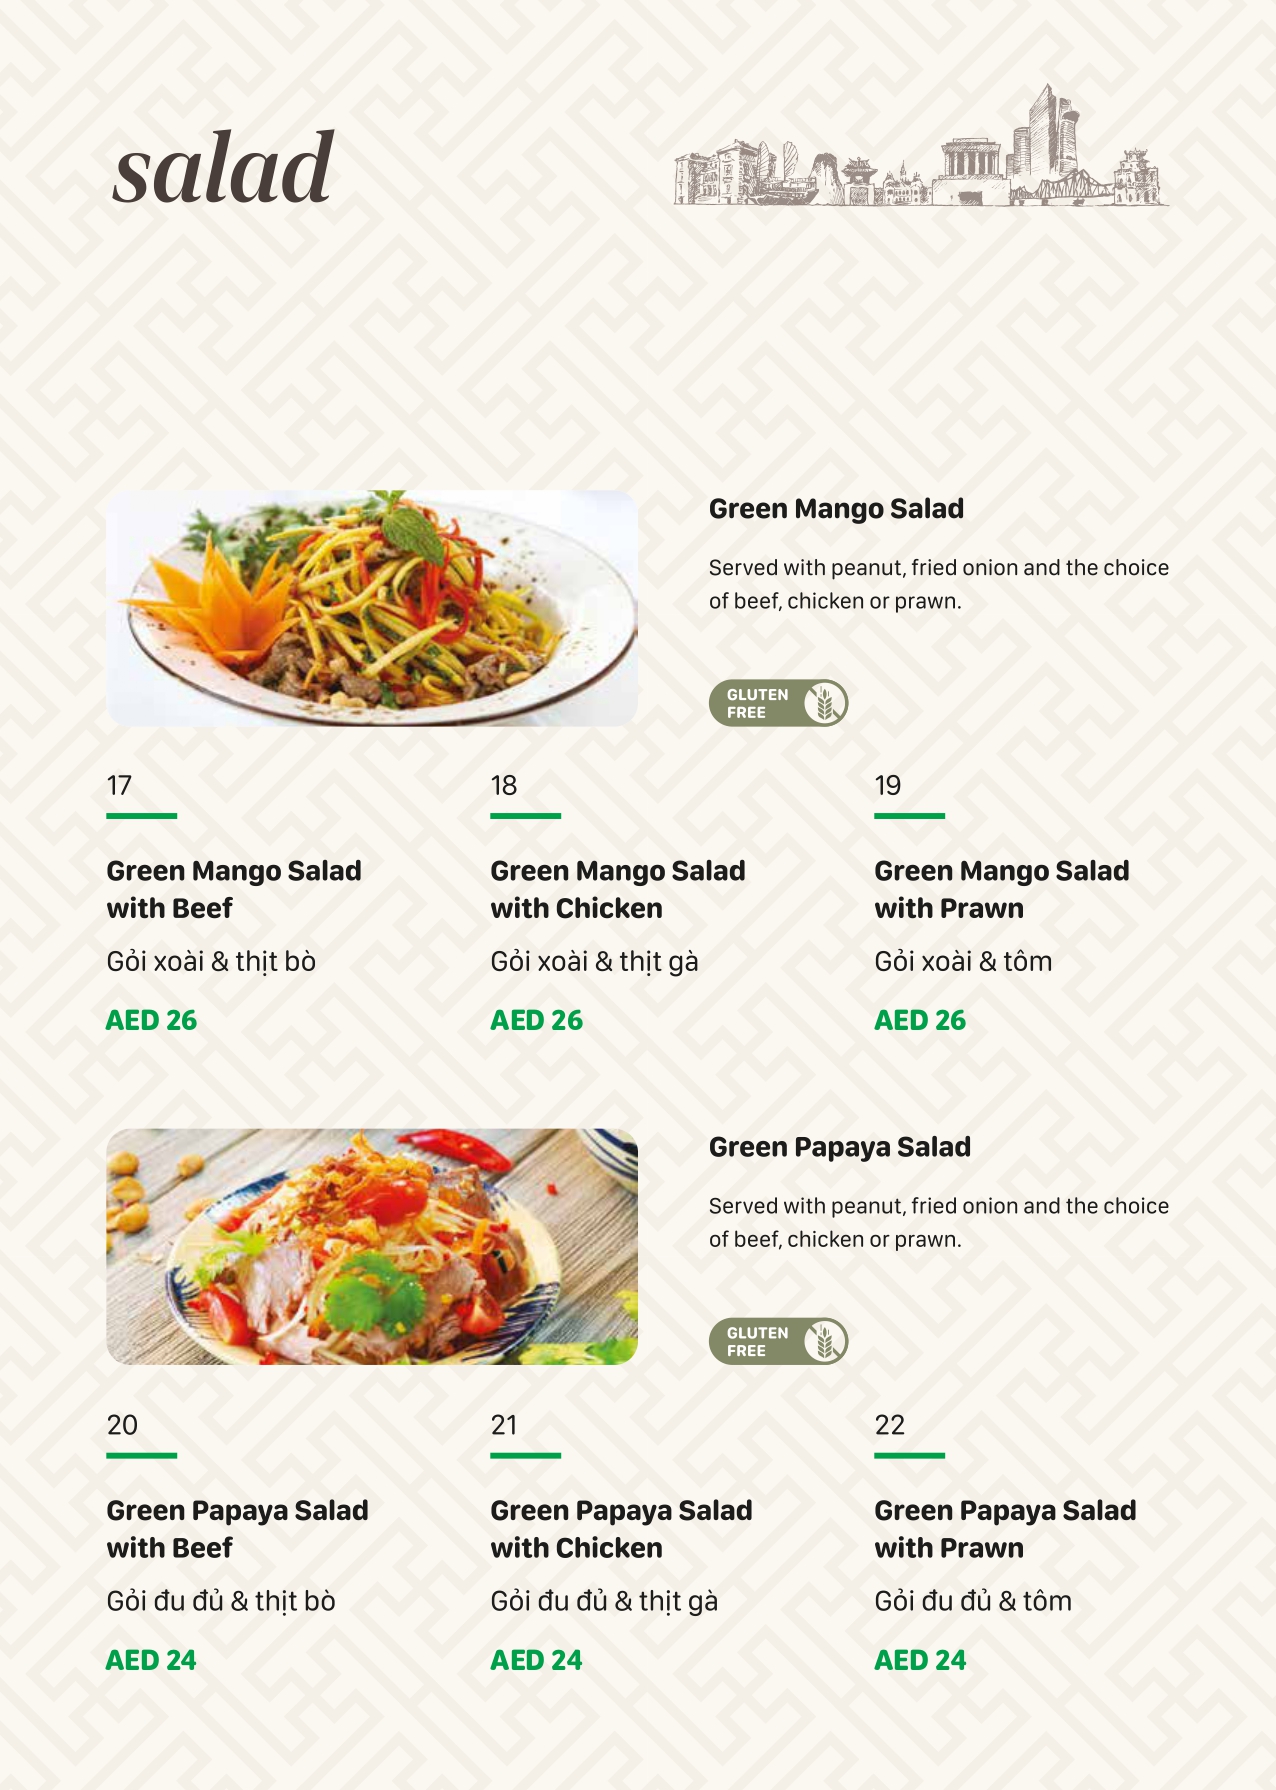 salad
Green Mango Salad
Served with peanut, fried onion and the choice
of beef, chicken or prawn.
GLUTEN
FREE
17
Green Mango Salad
with Beef
Gỏi xoài & thịt bò
AED 26
18
Green Mango Salad
with Chicken
Gỏi xoài & thịt gà
AED 26
19
Green Mango Salad
with Prawn
Gỏi xoài & tôm
AED 26
Green Papaya Salad
Served with peanut, fried onion and the choice
of beef, chicken or prawn.
GLUTEN
FREE
20
Green Papaya Salad
with Beef
Gỏi đu đủ & thịt bò
AED 24
21
Green Papaya Salad
with Chicken
Gỏi đu đủ & thịt gà
AED 24
22
Green Papaya Salad
with Prawn
Gỏi đu đủ & tôm
AED 24